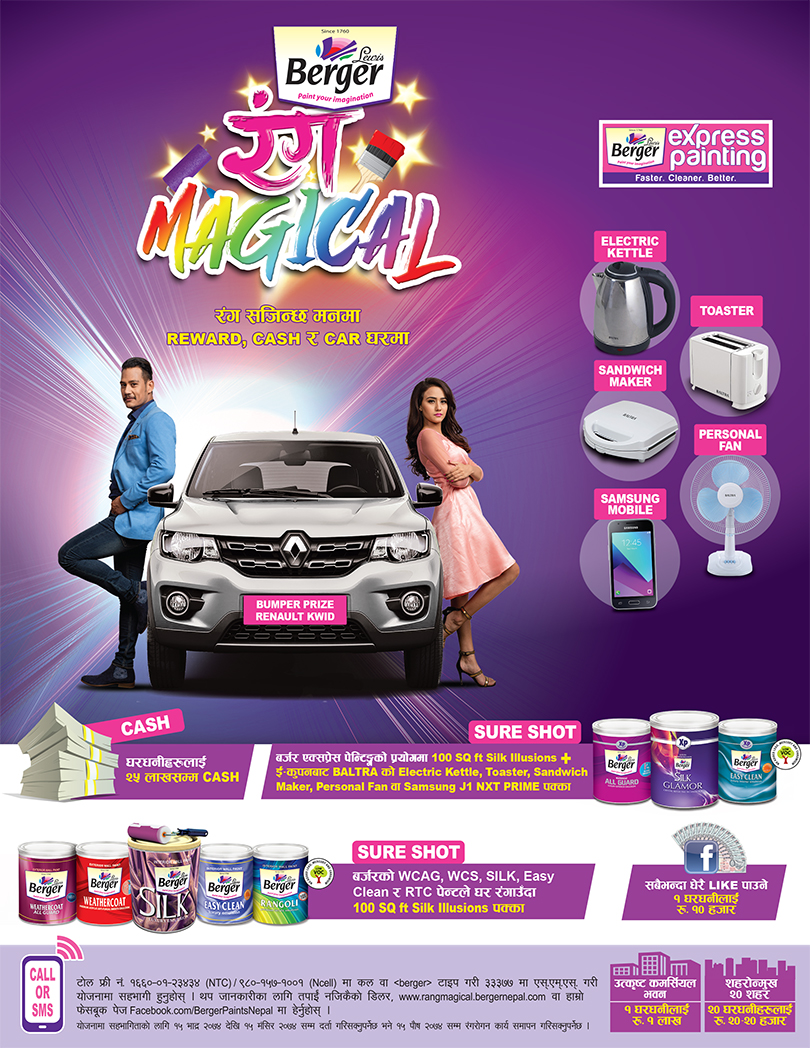 Since 1760
Lewis
Berger
Paint your imagination
रंग
MAGICAL
रंग सजिन्छ मनमा
REWARD, CASH र CAR घरमा
Berger
express
painting
Faster. Cleaner. Better.
ELECTRIC
KETTLE
TOASTER
SANDWICH
MAKER
PERSONAL
FAN
SAMSUNG
MOBILE
BUMPER PRIZE
RENAULT KWID
CASH
घरधनीहरुलाई
२५ लाखसम्म CASH
SURE SHOT
बर्जर एक्सप्रेस पेन्टिङ्गको प्रयोगमा 100 SQ ft Silk Illusions +
ई-कुपनबाट BALTRA को Electric Kettle, Toaster, Sandwich
Maker, Personal Fan वा Samsung J1 NXT PRIME पक्का
XP
Berger
ALL GUARD
XP
Berger
SILK
GLAMOR
XP
Berger
EASY CLEAN
VOC
Berger
WEATHERCOAT
ALL GUARD
Berger
WEATHERCOAT
Berger
SILK
Berger
EASY CLEAN
Berger
RANGOLI
VOC
SURE SHOT
बर्जरको WCAG, WCS, SILK, Easy
Clean र RTC पेन्टले घर रंगाउँदा
100 SQ ft Silk Illusions पक्का
f
सबैभन्दा धेरै LIKE पाउने
१ घरधनीलाई
रु. १० हजार
CALL
OR
SMS
टोल फ्री नं. १६६०-०१-२३४३४ (NTC) / ९८०-१५७-१००१ (Ncell) मा कल वा <berger> टाइप गरी ३३३७७ मा एस्.एम्.एस्. गरी
योजनामा सहभागी हुनुहोस् । थप जानकारीका लागि तपाईं नजिकैको डिलर, www.rangmagical.bergernepal.com वा हाम्रो
फेसबूक पेज Facebook.com/BergerPaintsNepal मा हेर्नुहोस् ।
योजनामा सहभागिताको लागि १५ भाद्र २०७४ देखि १५ मंसिर २०७४ सम्म दर्ता गरिसक्नुपर्नेछ भने १५ पौष २०७४ सम्म रंगरोगन कार्य समापन गरिसक्नुपर्नेछ ।
उत्कृष्ट कमर्सियल
भवन
१ घरधनीलाई
रु. १ लाख
शहरोन्मुख
२० शहर
२० घरधनीहरुलाई
रु. २०-२० हजार